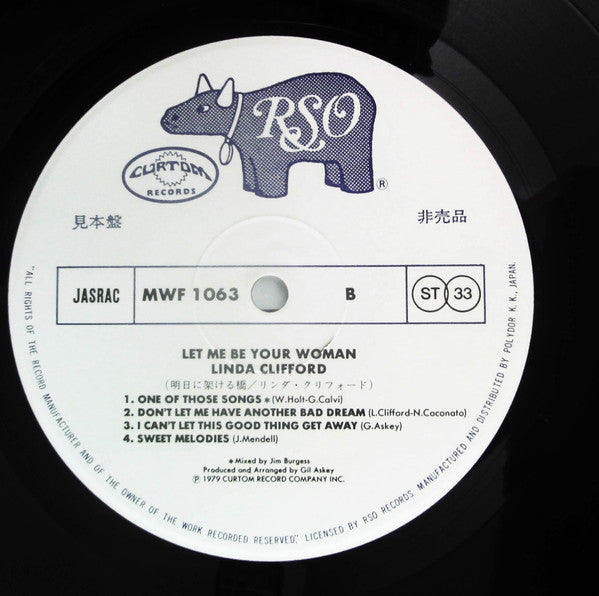 RSO
®
CURTOM
RECORDS
見本盤
非売品
JASRAC
MWF 1063
B
ST 33
LET ME BE YOUR WOMAN
LINDA CLIFFORD
(明日に架ける橋/リンダ・クリフォード)
1. ONE OF THOSE SONGS * (W.Holt-G.Calvi)
2. DON'T LET ME HAVE ANOTHER BAD DREAM (L.Clifford-N.Coconato)
3. I CAN'T LET THIS GOOD THING GET AWAY (G.Askey)
4. SWEET MELODIES (J.Mendell)
* Mixed by Jim Burgess
Produced and Arranged by Gil Askey
Ⓟ 1979 CURTOM RECORD COMPANY INC.
"ALL RIGHTS OF THE RECORD MANUFACTURER AND OF THE OWNER OF THE WORK RECORDED RESERVED", LICENSED BY RSO RECORDS. MANUFACTURED AND DISTRIBUTED BY POLYDOR K.K., JAPAN.